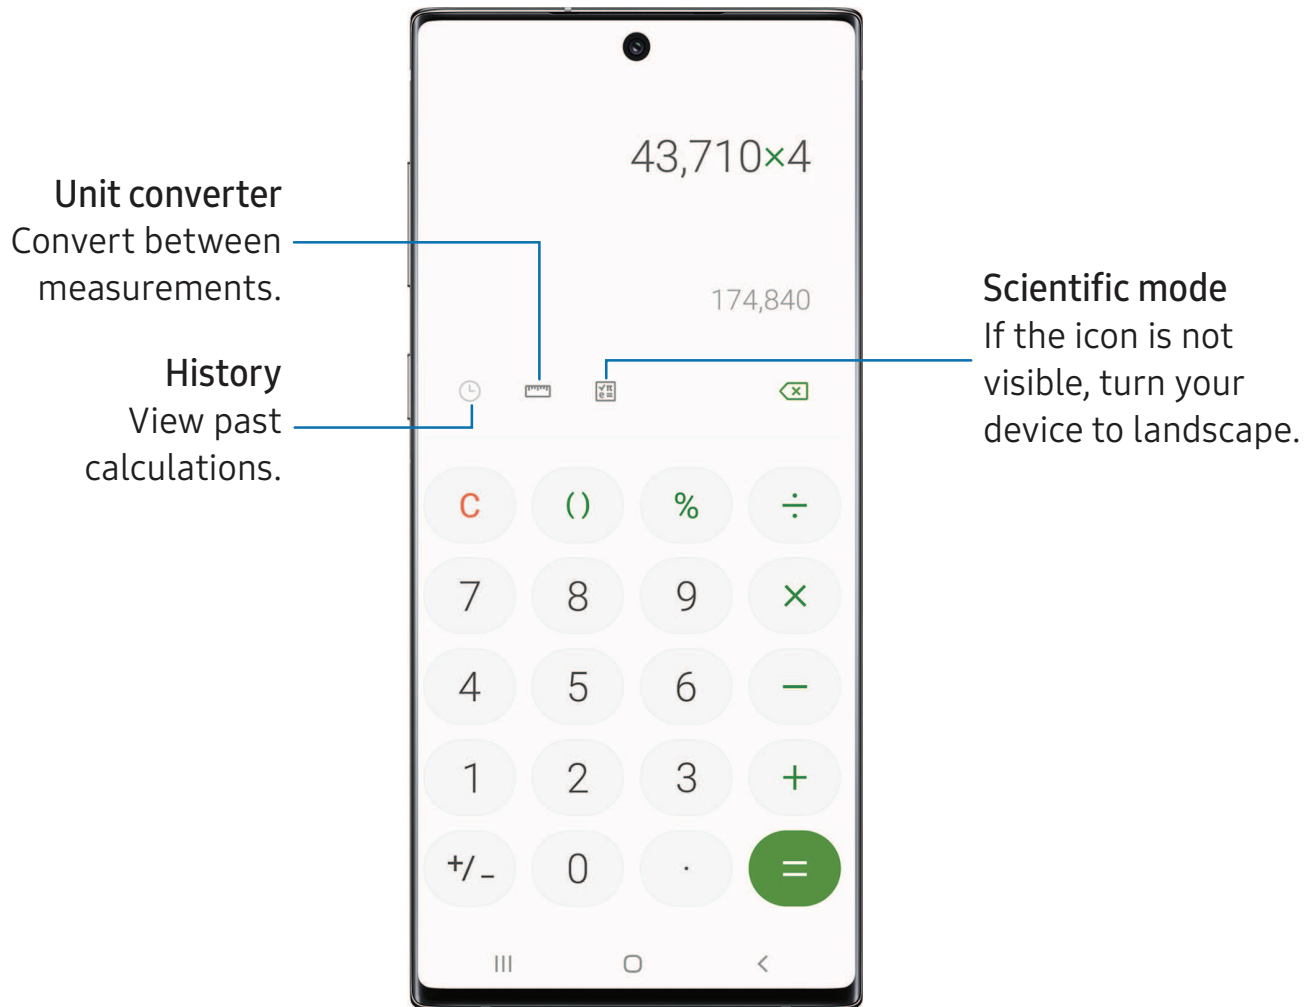 43,710×4
Unit converter
Convert between
measurements.
174,840
Scientific mode
If the icon is not
visible, turn your
device to landscape.
History
View past
calculations.
√ π
e =
C () % ÷
7 8 9 ×
4 5 6 −
1 2 3 +
+/− 0 . =